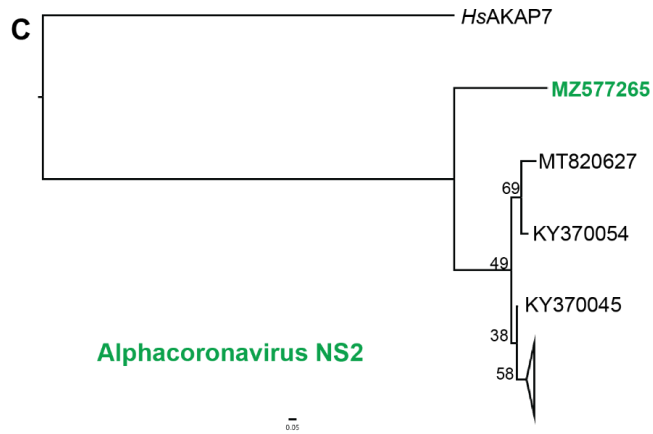 C
HsAKAP7
MZ577265
MT820627
69
KY370054
49
KY370045
38
Alphacoronavirus NS2
58
0.05